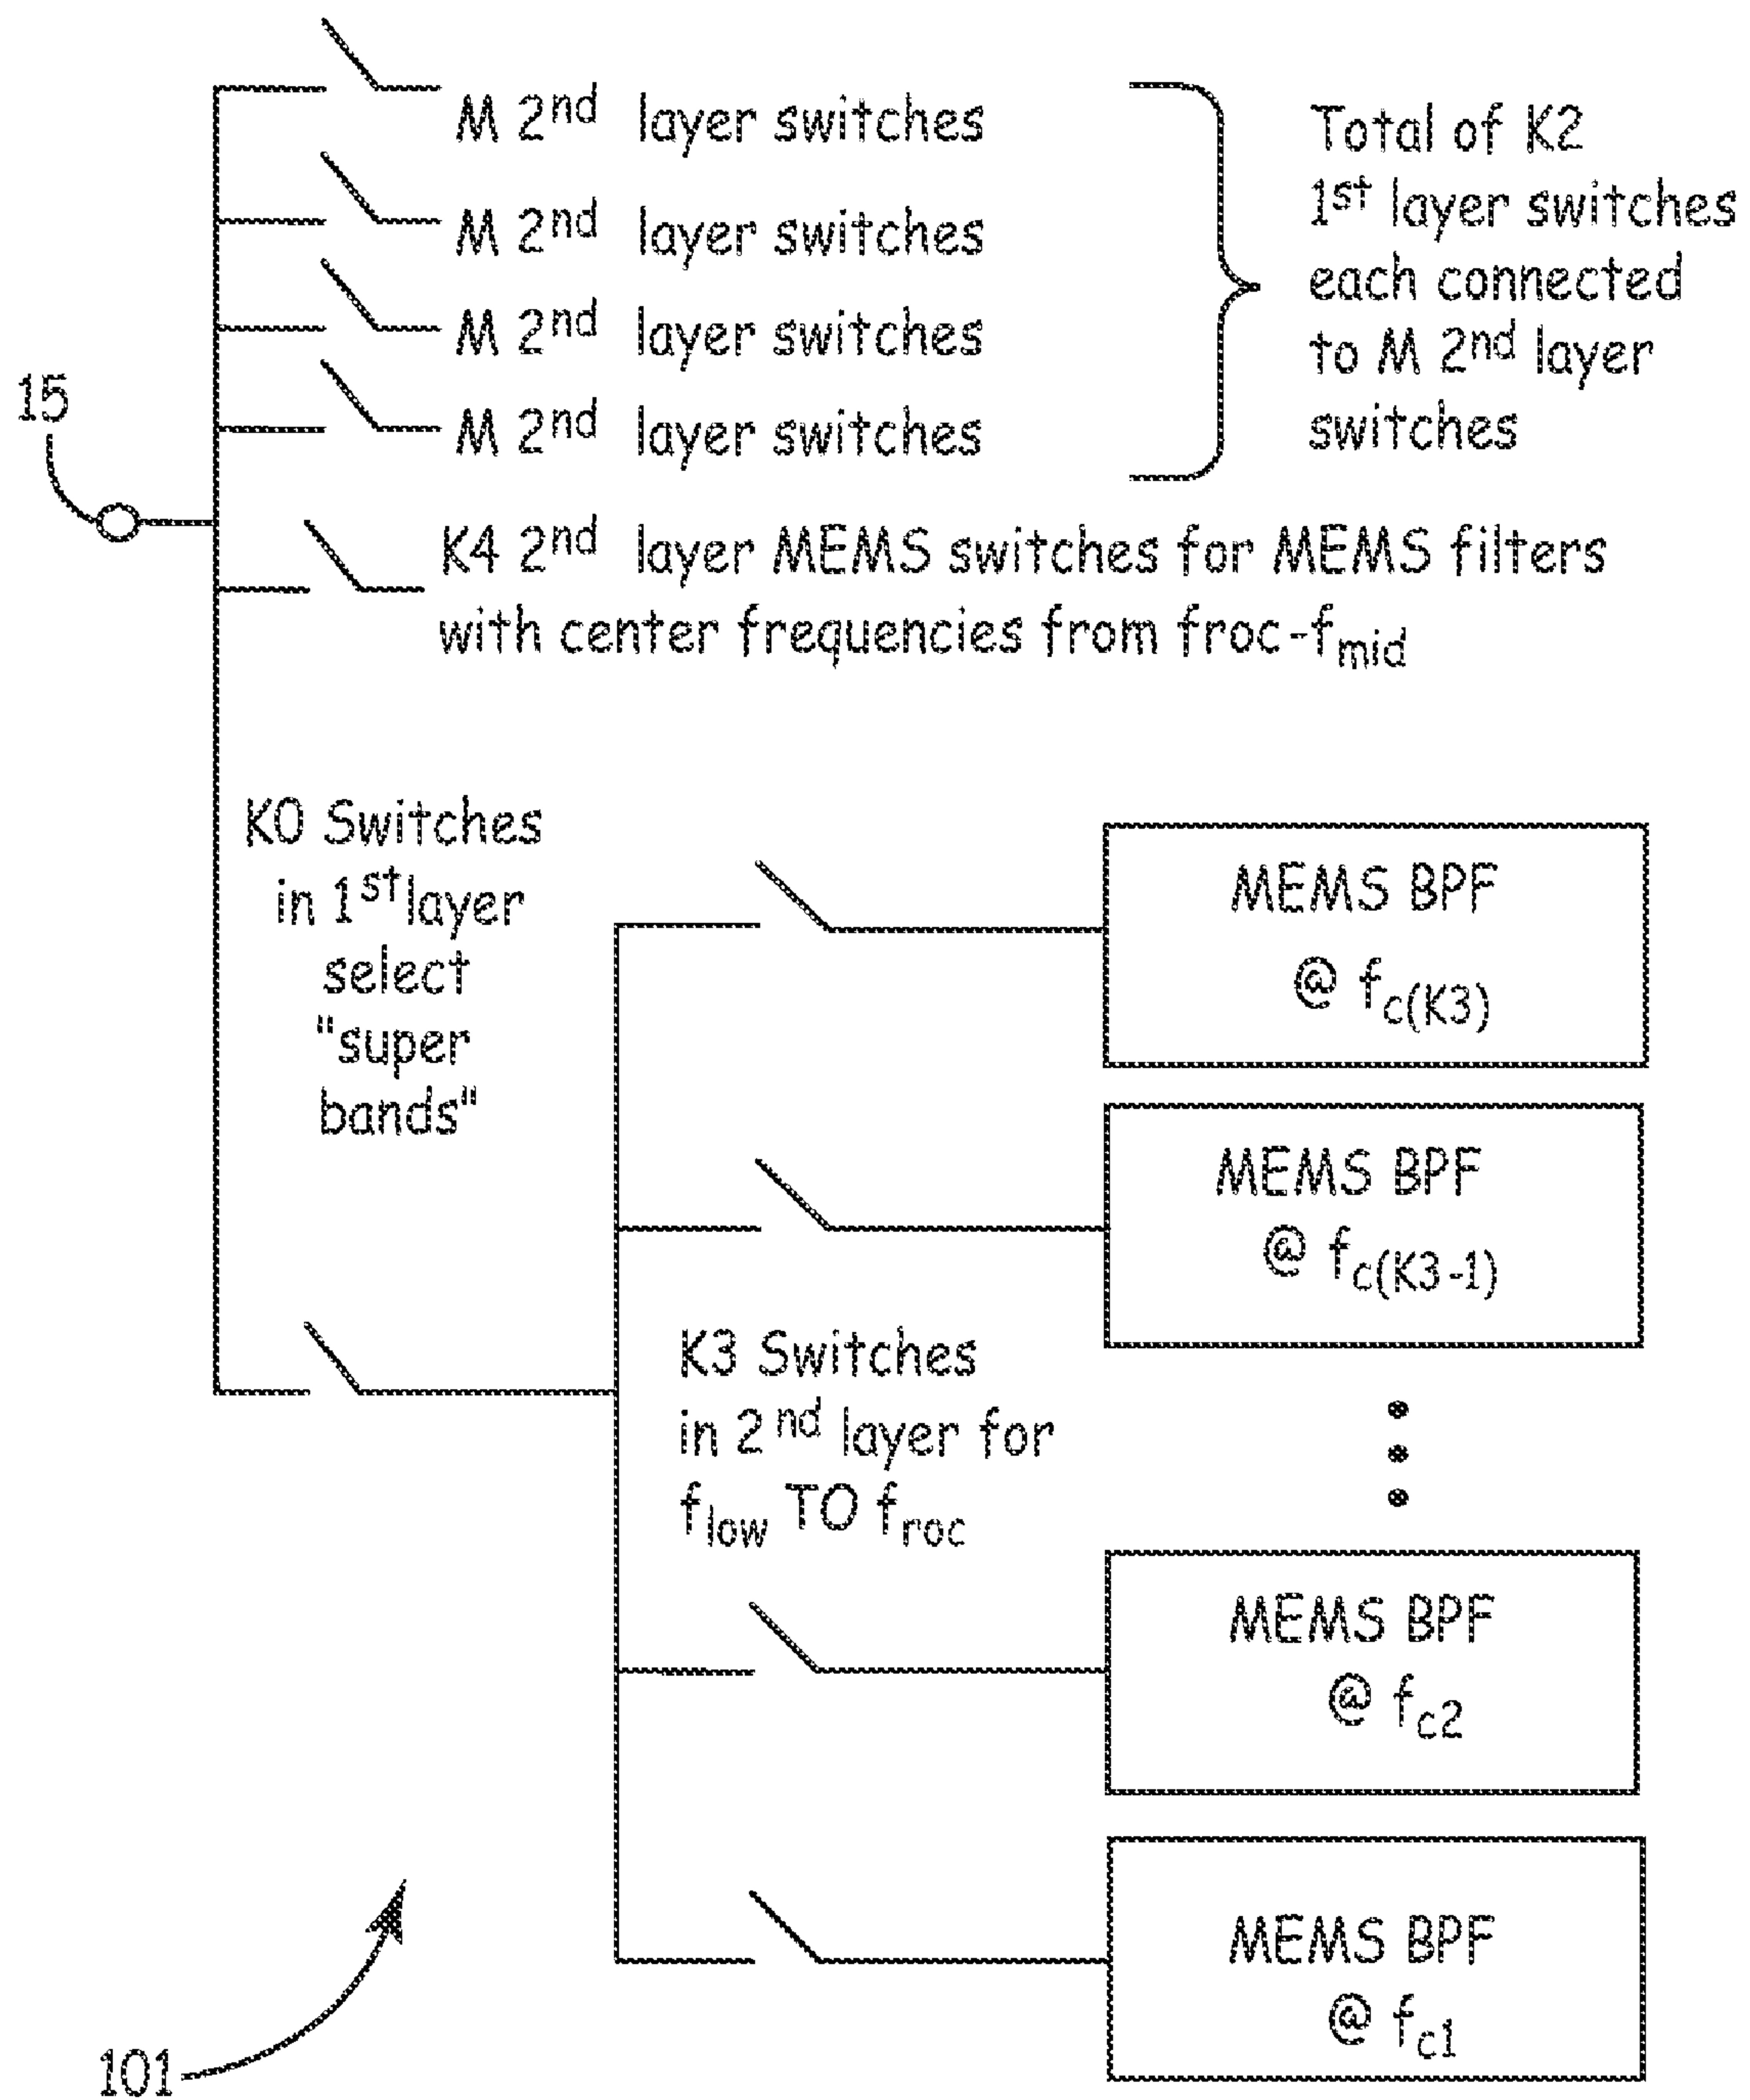 M 2nd layer switches
M 2nd layer switches
M 2nd layer switches
M 2nd layer switches
Total of K2
1st layer switches
each connected
to M 2nd layer
switches
15
K4 2nd layer MEMS switches for MEMS filters
with center frequencies from froc-fmid
K0 Switches
in 1st layer
select
"super
bands"
MEMS BPF
@ fc(K3)
MEMS BPF
@ fc(K3-1)
K3 Switches
in 2nd layer for
flow TO froc
MEMS BPF
@ fc2
MEMS BPF
@ fc1
101